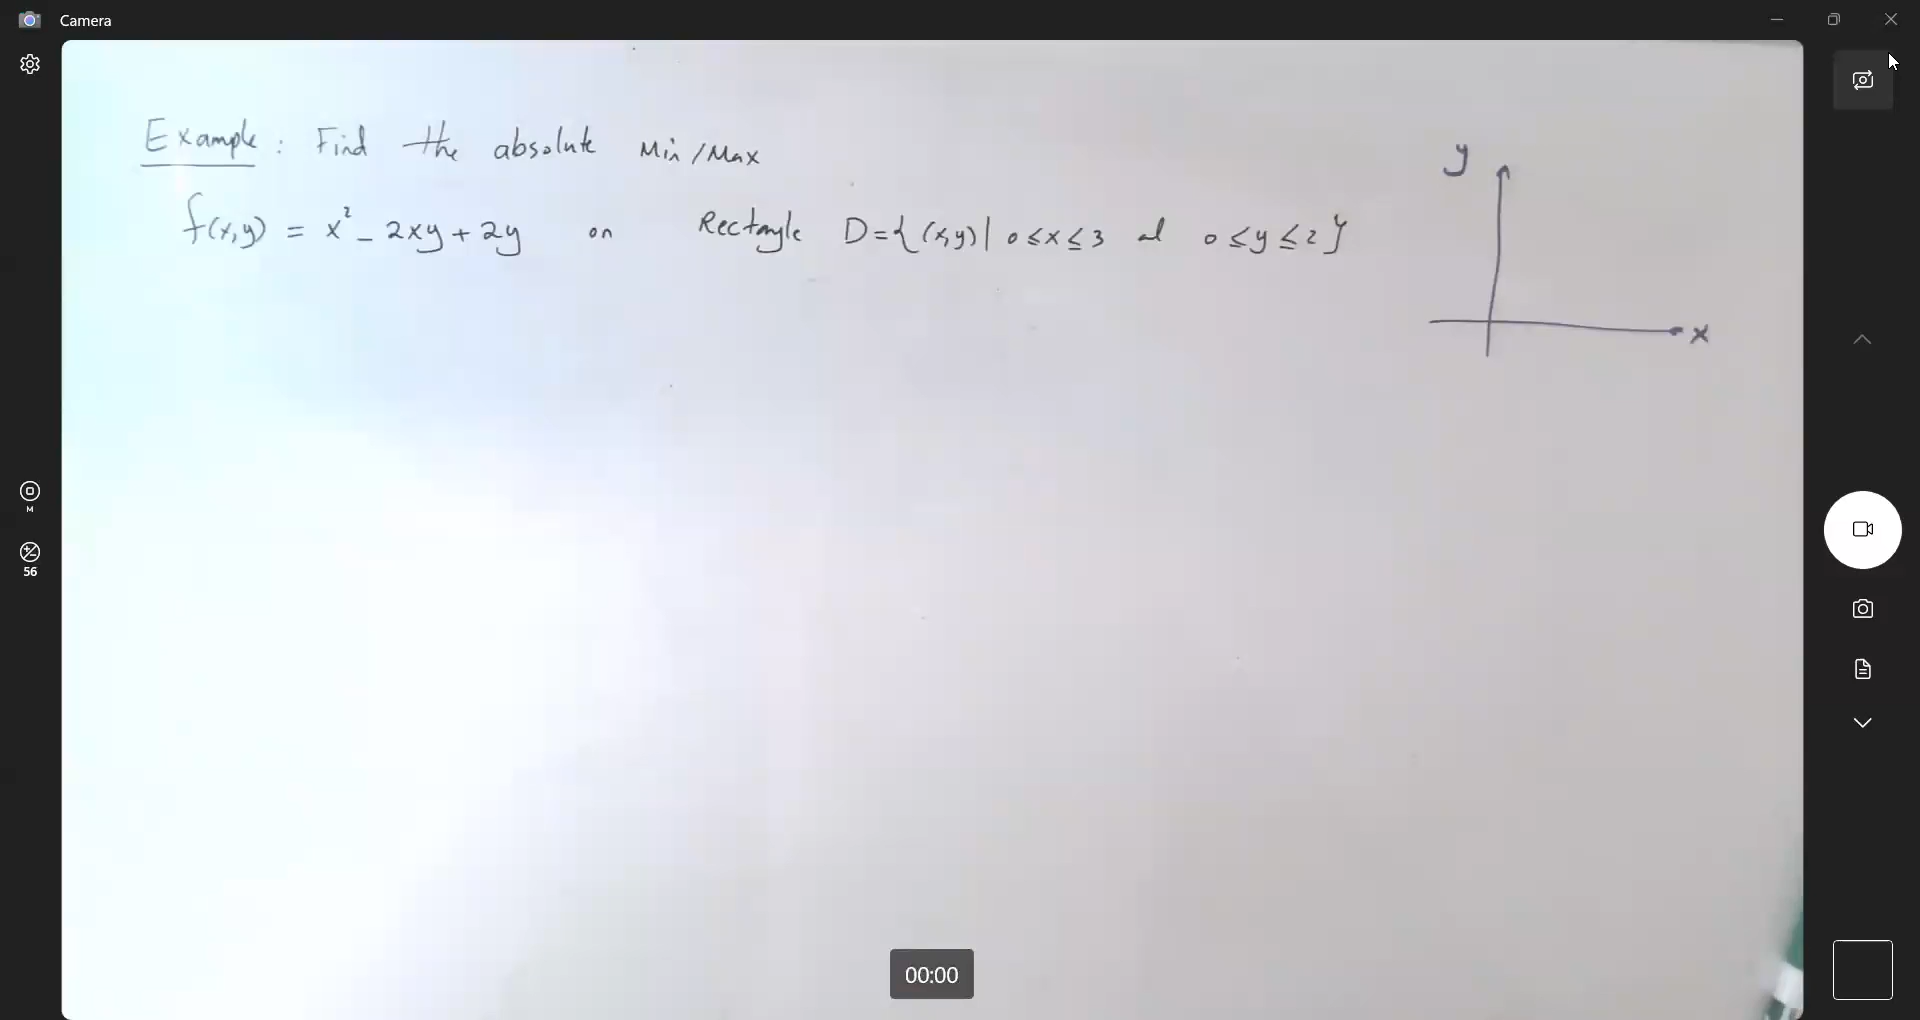 Camera
Example : Find the absolute Min/Max
f(x,y) = x² - 2xy + 2y on Rectangle D={(x,y)| 0≤x≤3 ad 0≤y≤2}
y
x
M
56
00:00